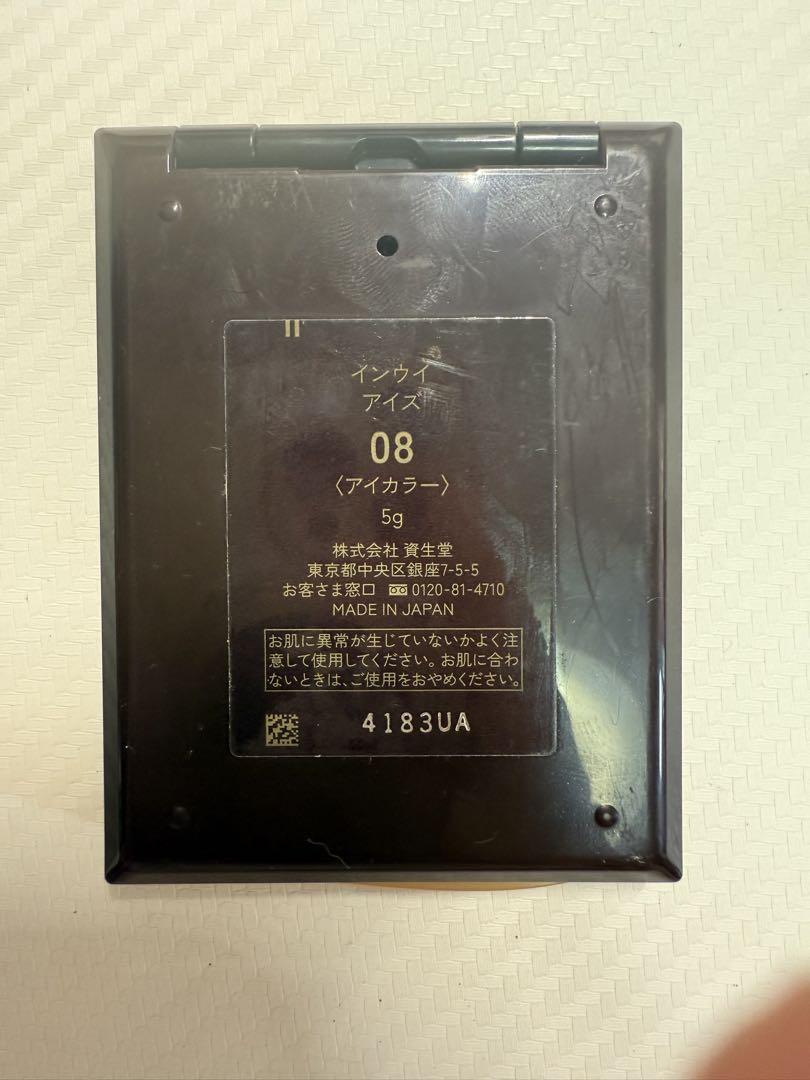 インウイ
アイズ
08
〈アイカラー〉
5g
株式会社 資生堂
東京都中央区銀座7-5-5
お客さま窓口 0120-81-4710
MADE IN JAPAN
お肌に異常が生じていないかよく注
意して使用してください。お肌に合わ
ないときは、ご使用をおやめください。
4183UA